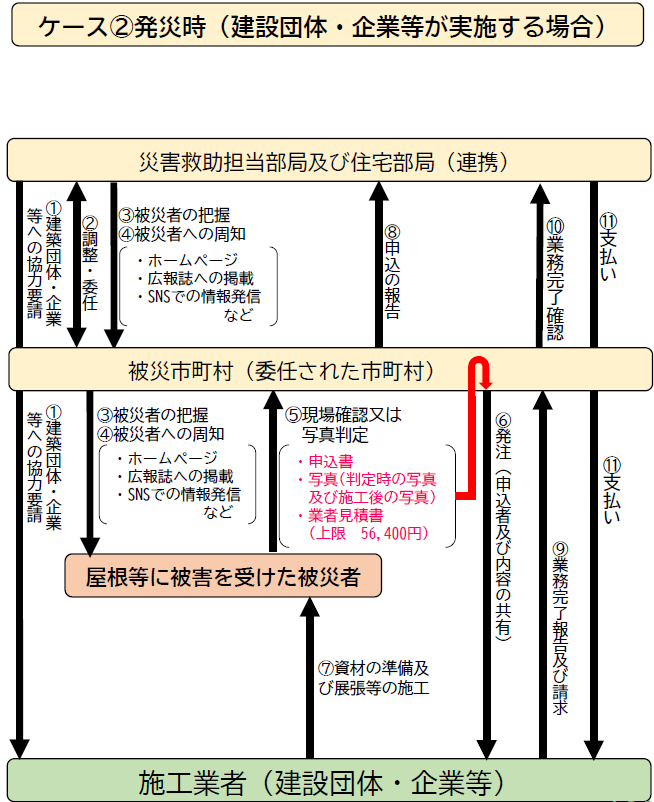 ケース②発災時（建設団体・企業等が実施する場合）
災害救助担当部局及び住宅部局（連携）
①建築団体・企業
等への協力要請
②調整・委任
③被災者の把握
④被災者への周知
・ホームページ
・広報誌への掲載
・SNSでの情報発信
など
⑧申込の報告
⑩業務完了確認
⑪支払い
被災市町村（委任された市町村）
①建築団体・企業
等への協力要請
③被災者の把握
④被災者への周知
・ホームページ
・広報誌への掲載
・SNSでの情報発信
など
⑤現場確認又は
写真判定
・申込書
・写真(判定時の写真
及び施工後の写真)
・業者見積書
(上限　56,400円)
⑥発注（申込者及び内容の共有）
⑨業務完了報告及び請求
⑪支払い
屋根等に被害を受けた被災者
⑦資材の準備及
び展張等の施工
施工業者（建設団体・企業等）